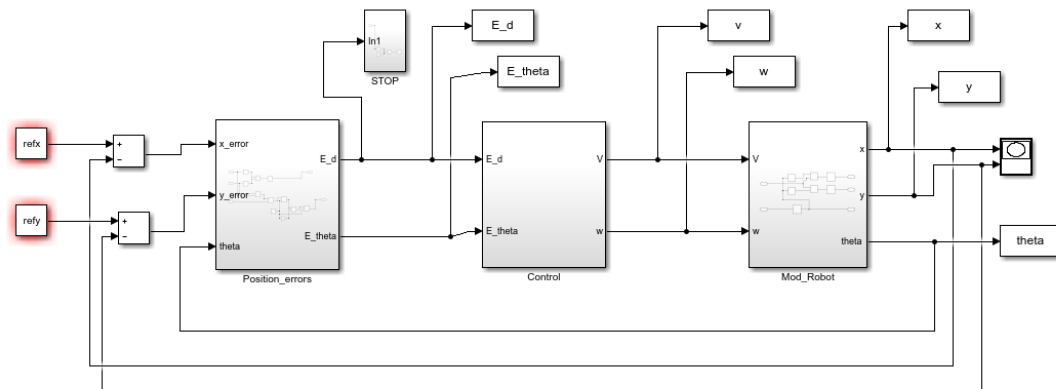 E_d
v
x
In1
STOP
E_theta
w
y
refx
+
−
x_error
E_d
E_d
V
V
x
refy
+
−
y_error
y
theta
E_theta
E_theta
w
w
theta
theta
Position_errors
Control
Mod_Robot